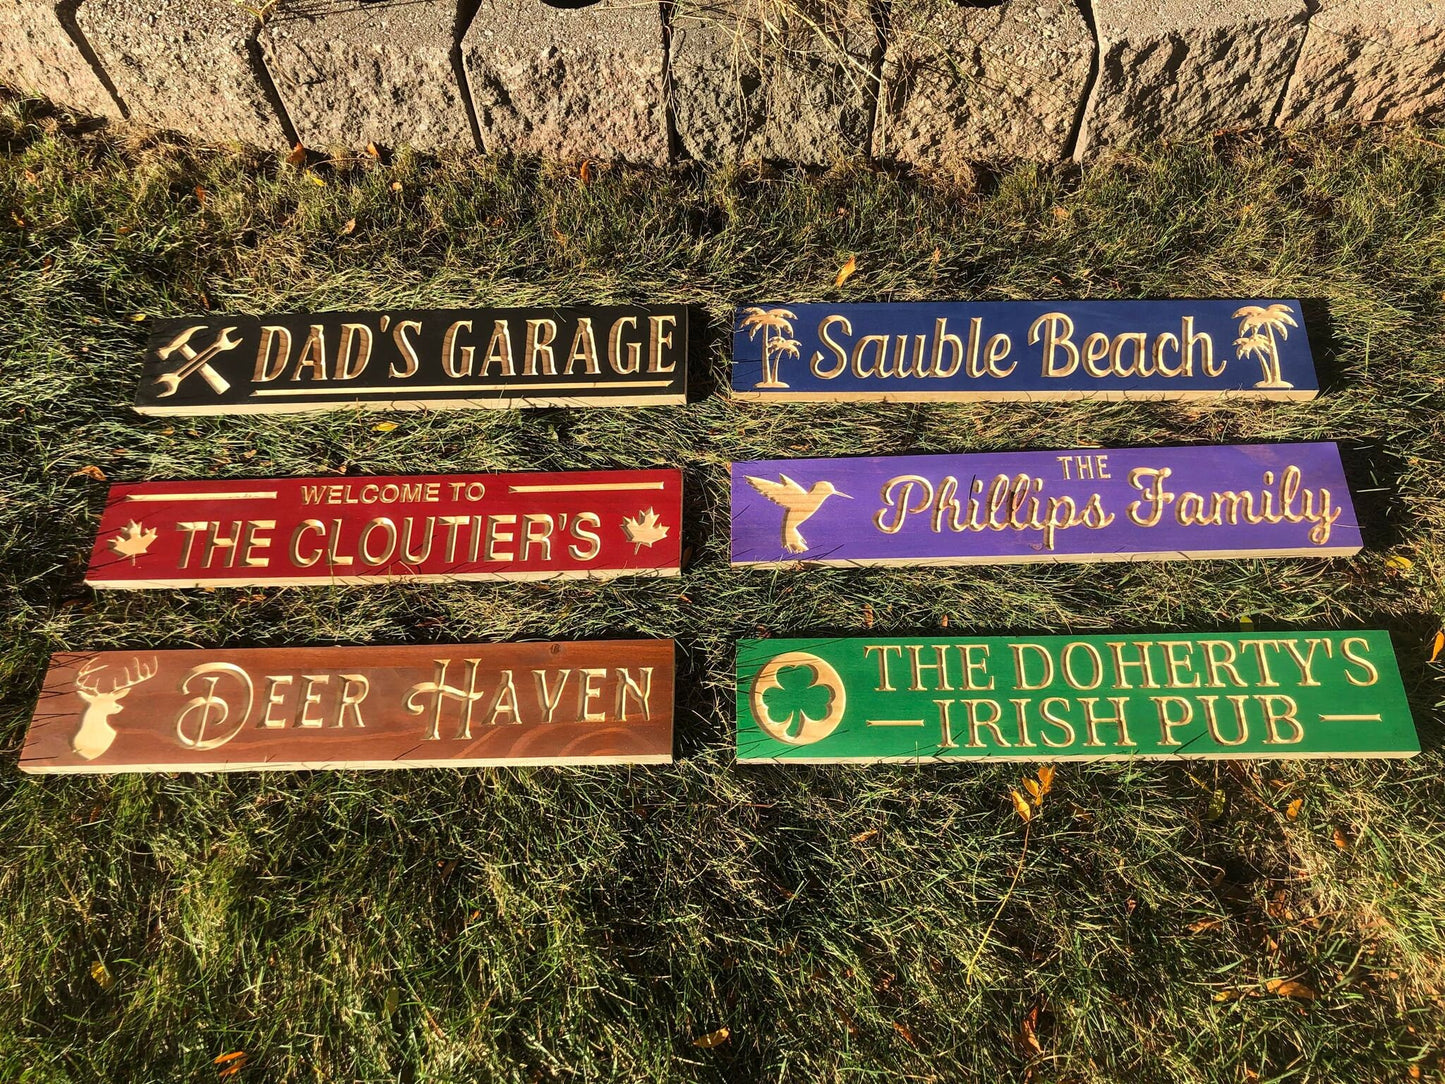 DAD'S GARAGE
Sauble Beach
WELCOME TO
THE CLOUTIER'S
THE
Phillips Family
DEER HAVEN
THE DOHERTY'S
IRISH PUB